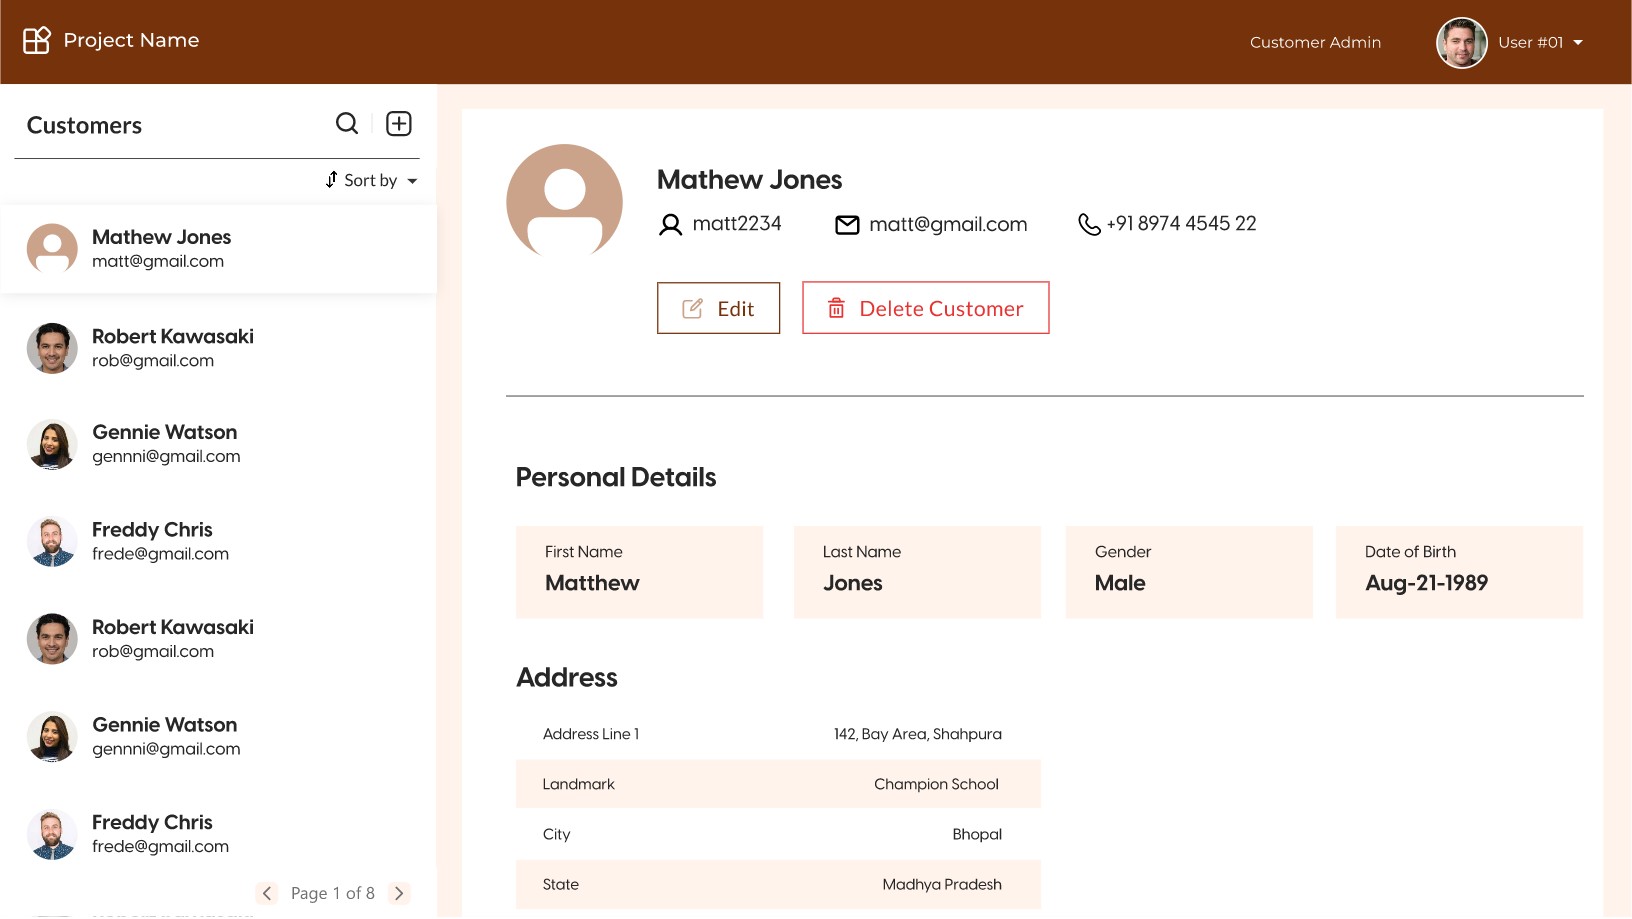 Project Name
Customer Admin
User #01
Customers
Sort by
Mathew Jones
matt@gmail.com
Robert Kawasaki
rob@gmail.com
Gennie Watson
gennni@gmail.com
Freddy Chris
frede@gmail.com
Robert Kawasaki
rob@gmail.com
Gennie Watson
gennni@gmail.com
Freddy Chris
frede@gmail.com
Page 1 of 8
Mathew Jones
matt2234 matt@gmail.com +91 8974 4545 22
Edit Delete Customer
Personal Details
First Name Last Name Gender Date of Birth
Matthew Jones Male Aug-21-1989
Address
Address Line 1 142, Bay Area, Shahpura
Landmark Champion School
City Bhopal
State Madhya Pradesh